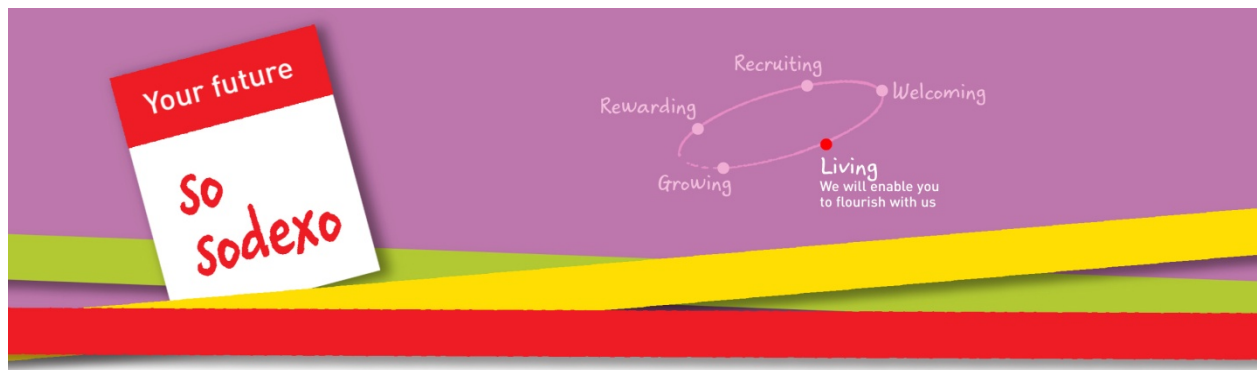 Your future
so
sodexo
Recruiting
Welcoming
Rewarding
Living
We will enable you
to flourish with us
Growing